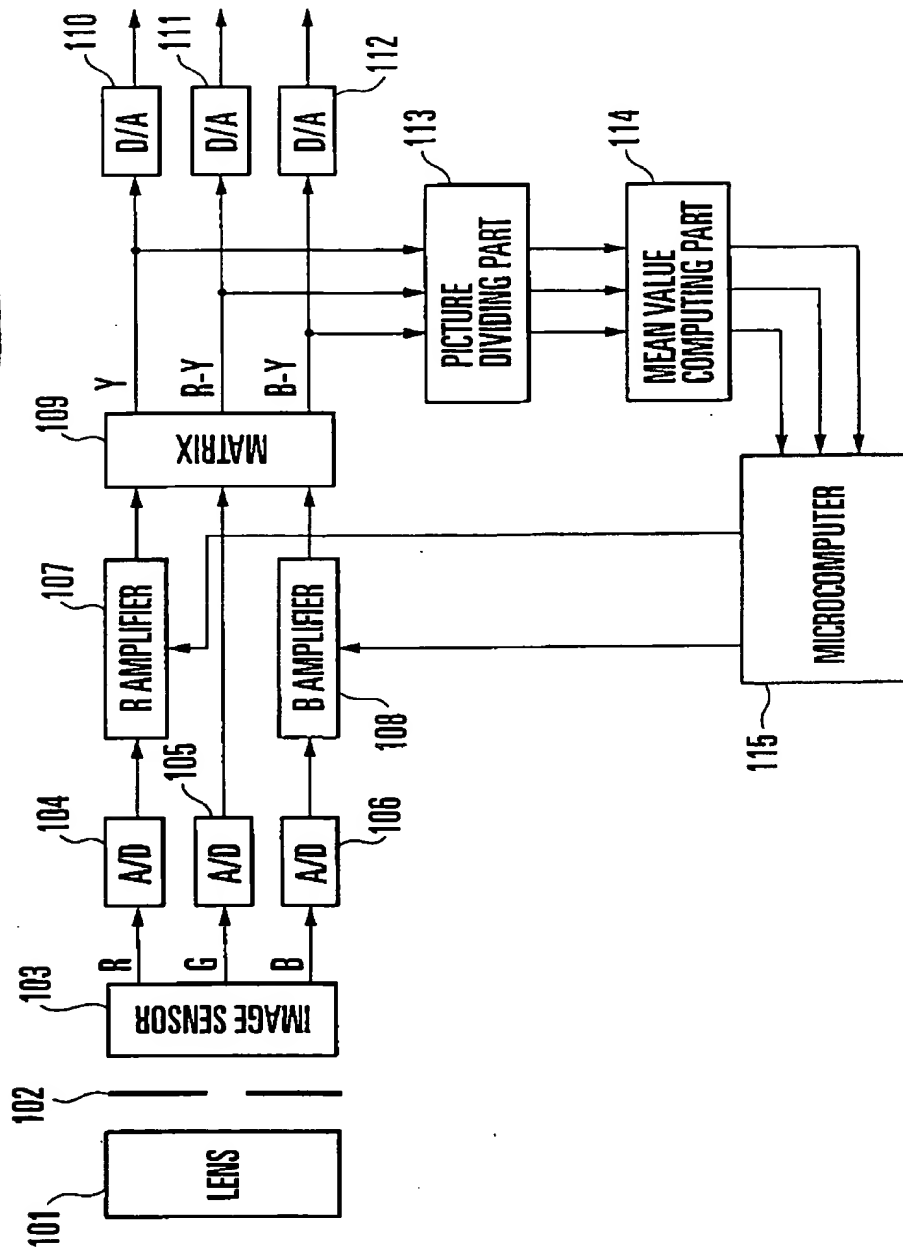 101
LENS
102
103
IMAGE SENSOR
R
G
B
104
A/D
105
A/D
106
A/D
107
R AMPLIFIER
B AMPLIFIER
108
109
MATRIX
Y
R-Y
B-Y
110
D/A
111
D/A
112
D/A
113
PICTURE
DIVIDING PART
114
MEAN VALUE
COMPUTING PART
115
MICROCOMPUTER